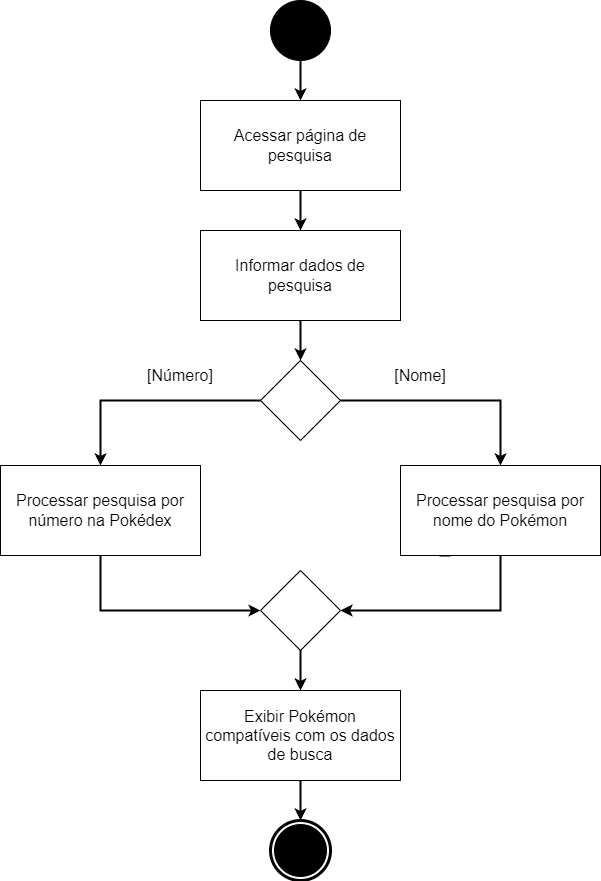 Acessar página de
pesquisa
Informar dados de
pesquisa
[Número]
[Nome]
Processar pesquisa por
número na Pokédex
Processar pesquisa por
nome do Pokémon
Exibir Pokémon
compatíveis com os dados
de busca